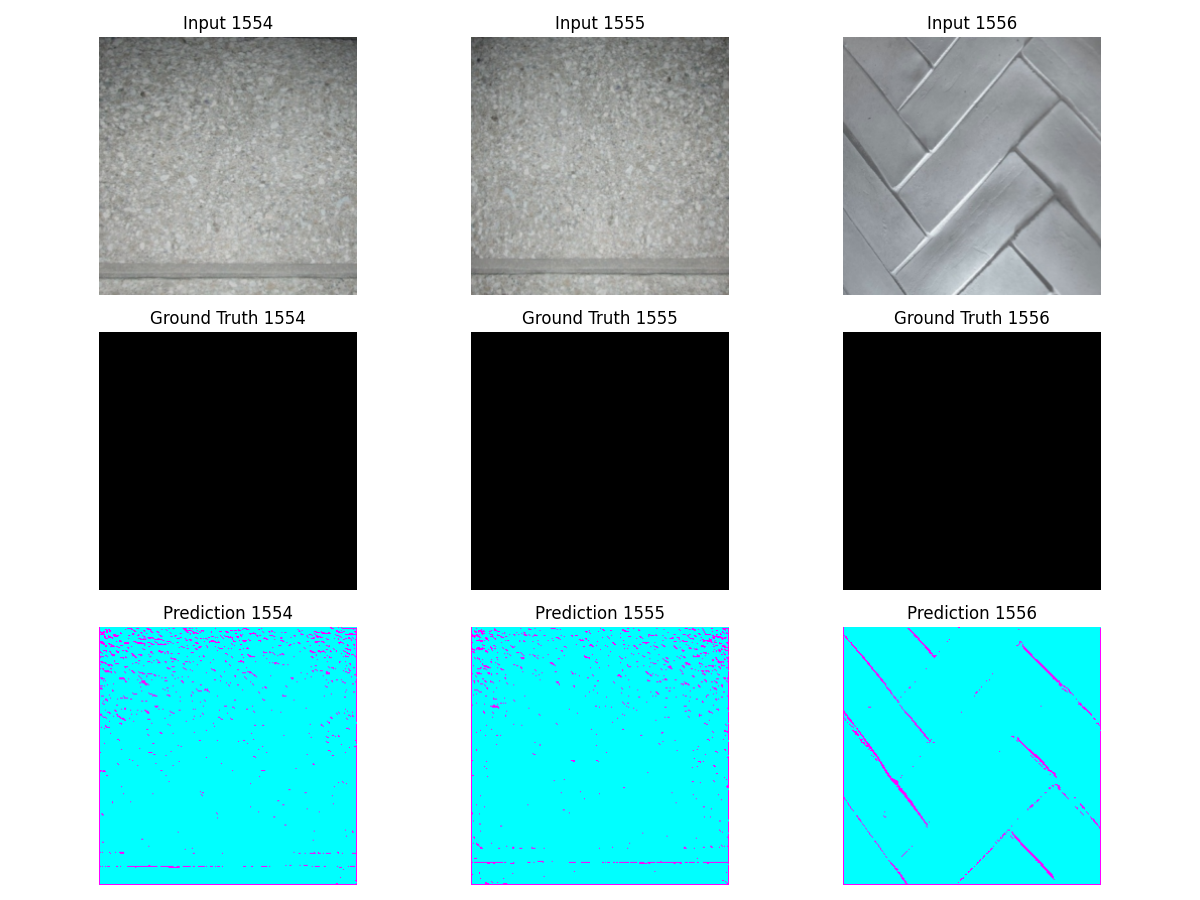 Input 1554
Input 1555
Input 1556
Ground Truth 1554
Ground Truth 1555
Ground Truth 1556
Prediction 1554
Prediction 1555
Prediction 1556